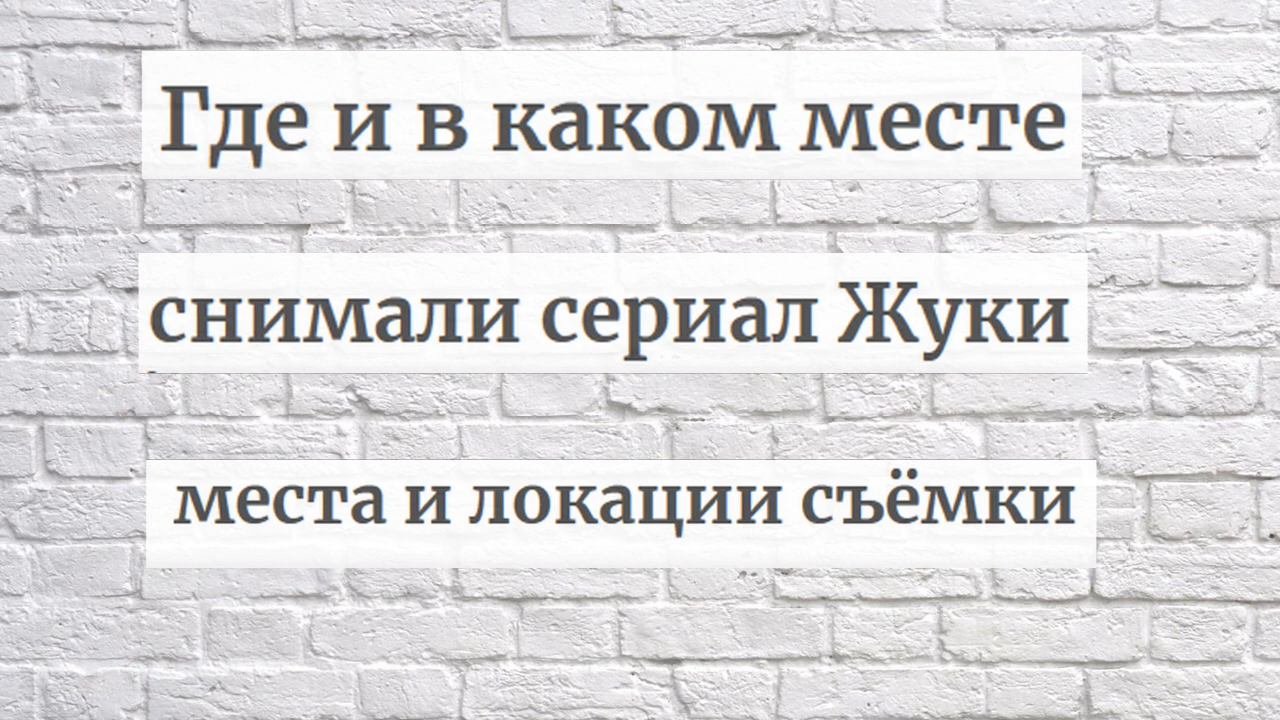 Где и в каком месте
снимали сериал Жуки
места и локации съёмки